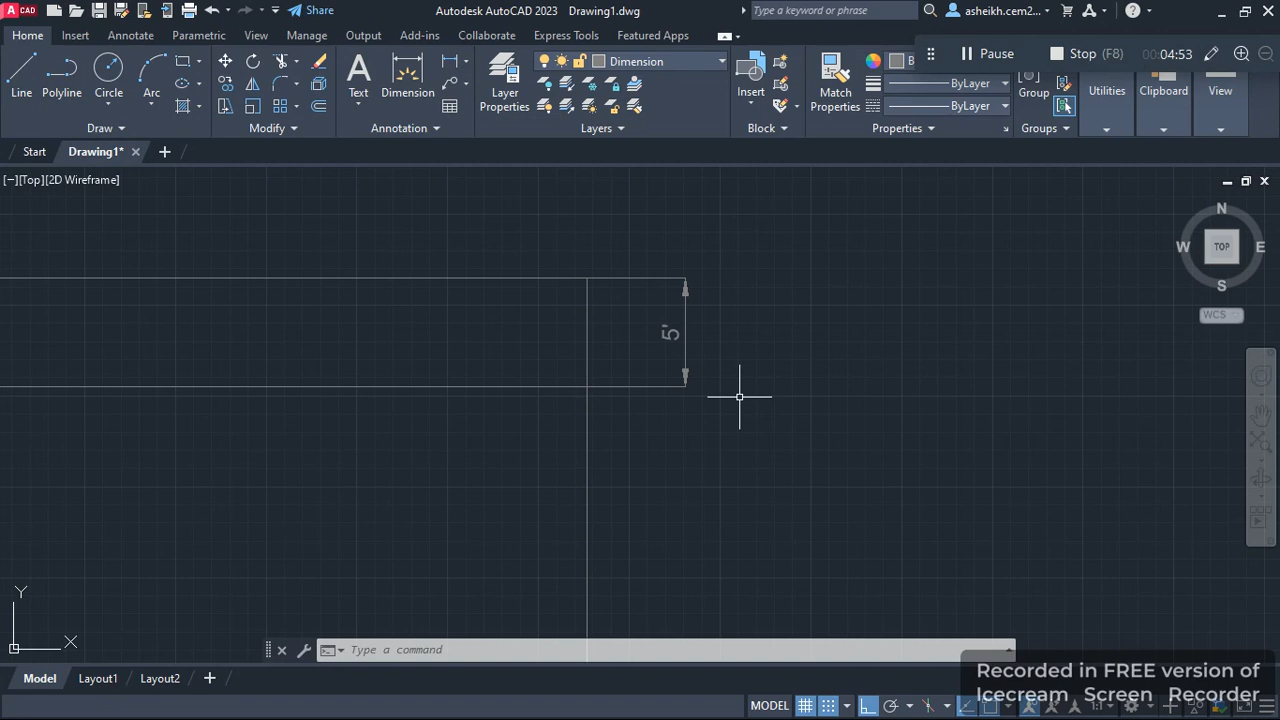 CAD
Share
Autodesk AutoCAD 2023 Drawing1.dwg
Type a keyword or phrase
asheikh.cem2...
Home Insert Annotate Parametric View Manage Output Add-ins Collaborate Express Tools Featured Apps
Pause Stop (F8) 00:04:53
Line Polyline Circle Arc
Text Dimension
Layer Properties
Dimension
Insert
Match Properties
ByLayer
ByLayer
Group
Utilities Clipboard View
Draw Modify Annotation Layers Block Properties Groups
Start Drawing1*
[−][Top][2D Wireframe]
N
W TOP E
S
WCS
5'
Y
X
Type a command
Model Layout1 Layout2
MODEL
1:1
Recorded in FREE version of
Icecream Screen Recorder